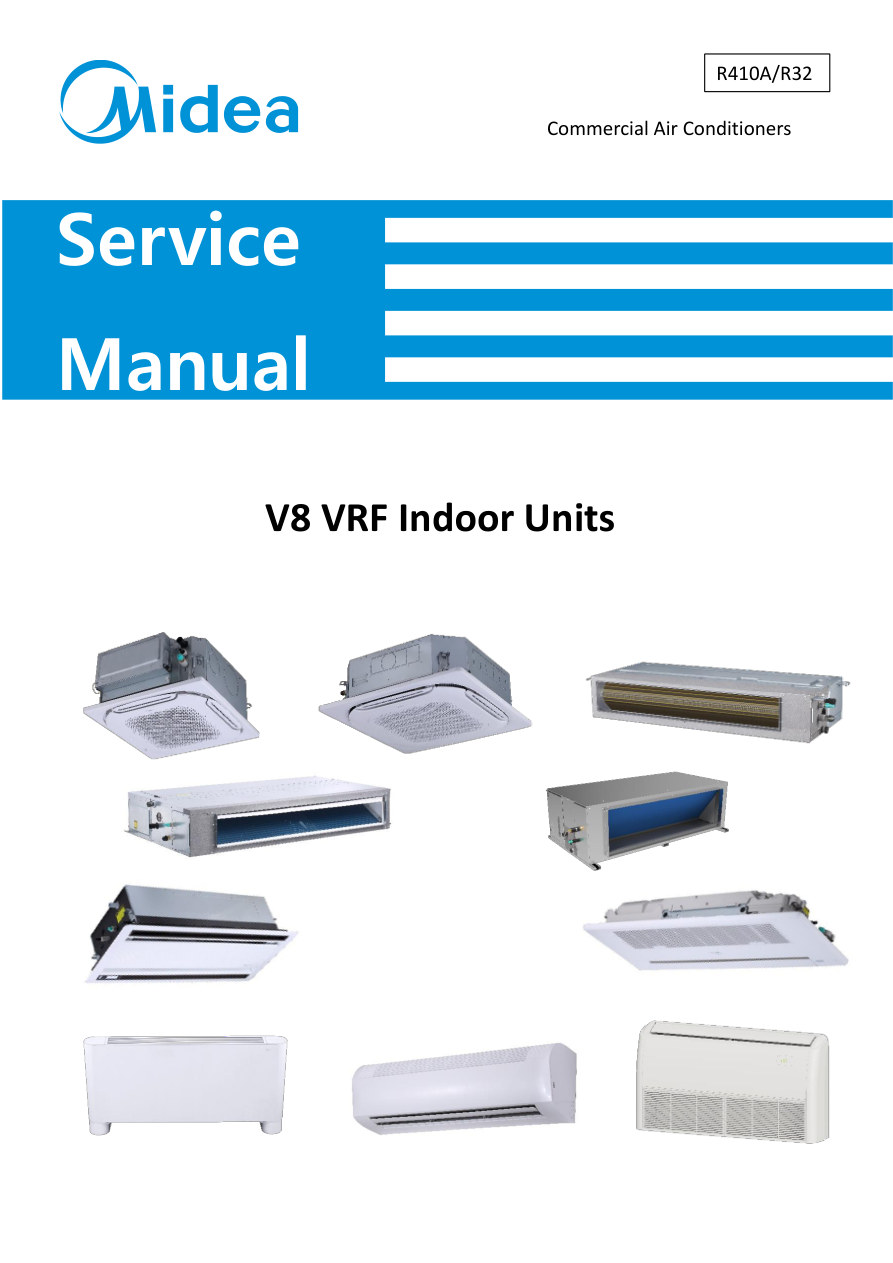 Midea
R410A/R32
Commercial Air Conditioners
Service
Manual
V8 VRF Indoor Units